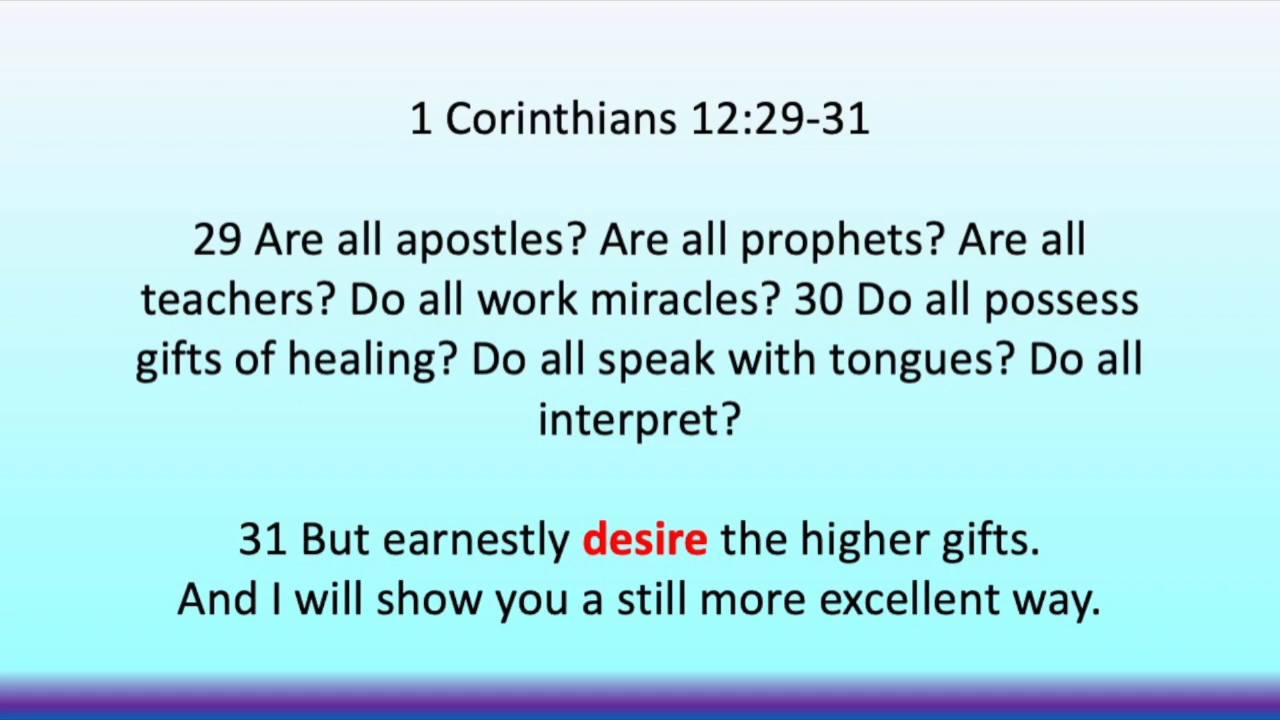 1 Corinthians 12:29-31
29 Are all apostles? Are all prophets? Are all
teachers? Do all work miracles? 30 Do all possess
gifts of healing? Do all speak with tongues? Do all
interpret?
31 But earnestly desire the higher gifts.
And I will show you a still more excellent way.